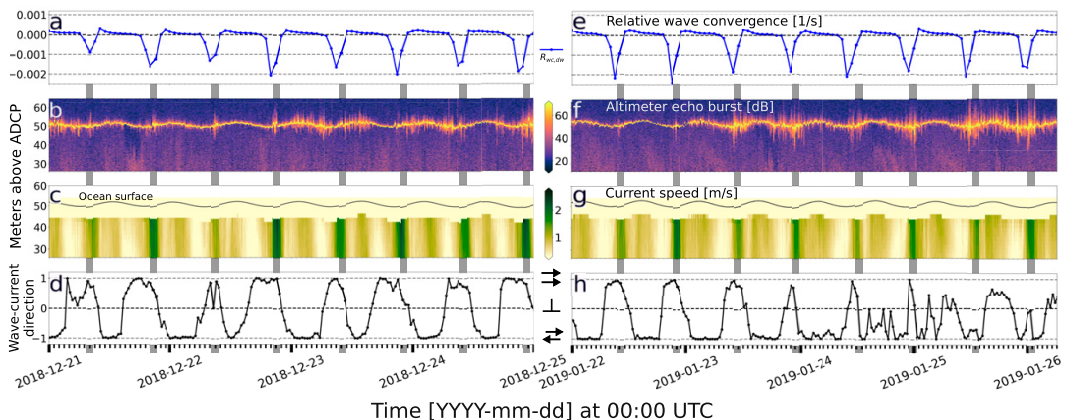 a
0.001
0.000
−0.001
−0.002
R_wc,dw
e
Relative wave convergence [1/s]
b
60
50
40
30
60
40
20
f
Altimeter echo burst [dB]
Meters above ADCP
c
Ocean surface
60
50
40
30
2
1
g
Current speed [m/s]
d
Wave-current
direction
1
0
−1
h
2018-12-21
2018-12-22
2018-12-23
2018-12-24
2018-12-25
2019-01-22
2019-01-23
2019-01-24
2019-01-25
2019-01-26
Time [YYYY-mm-dd] at 00:00 UTC